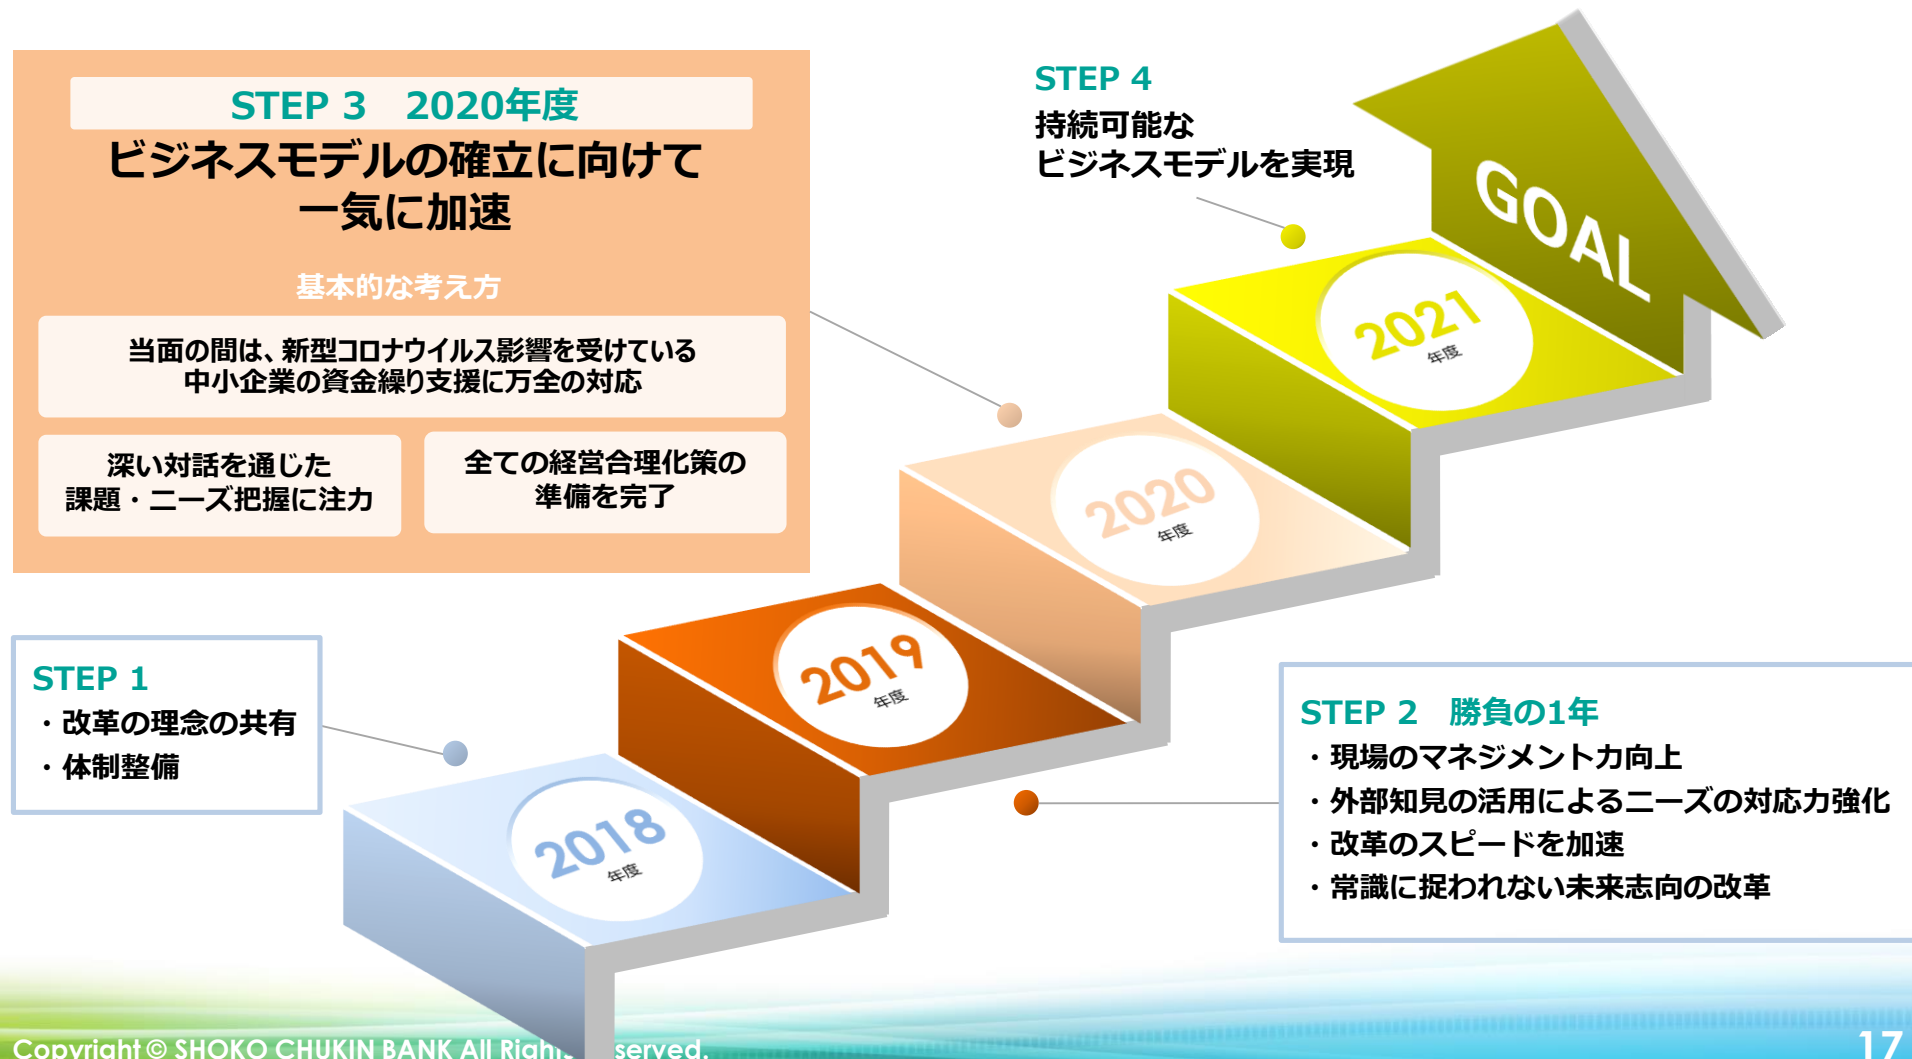 STEP 3　2020年度
ビジネスモデルの確立に向けて
一気に加速
基本的な考え方
当面の間は、新型コロナウイルス影響を受けている
中小企業の資金繰り支援に万全の対応
深い対話を通じた
課題・ニーズ把握に注力
全ての経営合理化策の
準備を完了
STEP 4
持続可能な
ビジネスモデルを実現
GOAL
2021
年度
2020
年度
2019
年度
2018
年度
STEP 1
・改革の理念の共有
・体制整備
STEP 2　勝負の1年
・現場のマネジメント力向上
・外部知見の活用によるニーズの対応力強化
・改革のスピードを加速
・常識に捉われない未来志向の改革
Copyright © SHOKO CHUKIN BANK All Rights served.
17